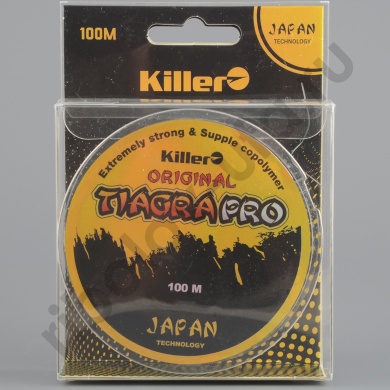 100M
JAPAN
TECHNOLOGY
Killer
Extremely strong & Supple copolymer
Killer
ORIGINAL
TIAGRA PRO
100 M
JAPAN
TECHNOLOGY